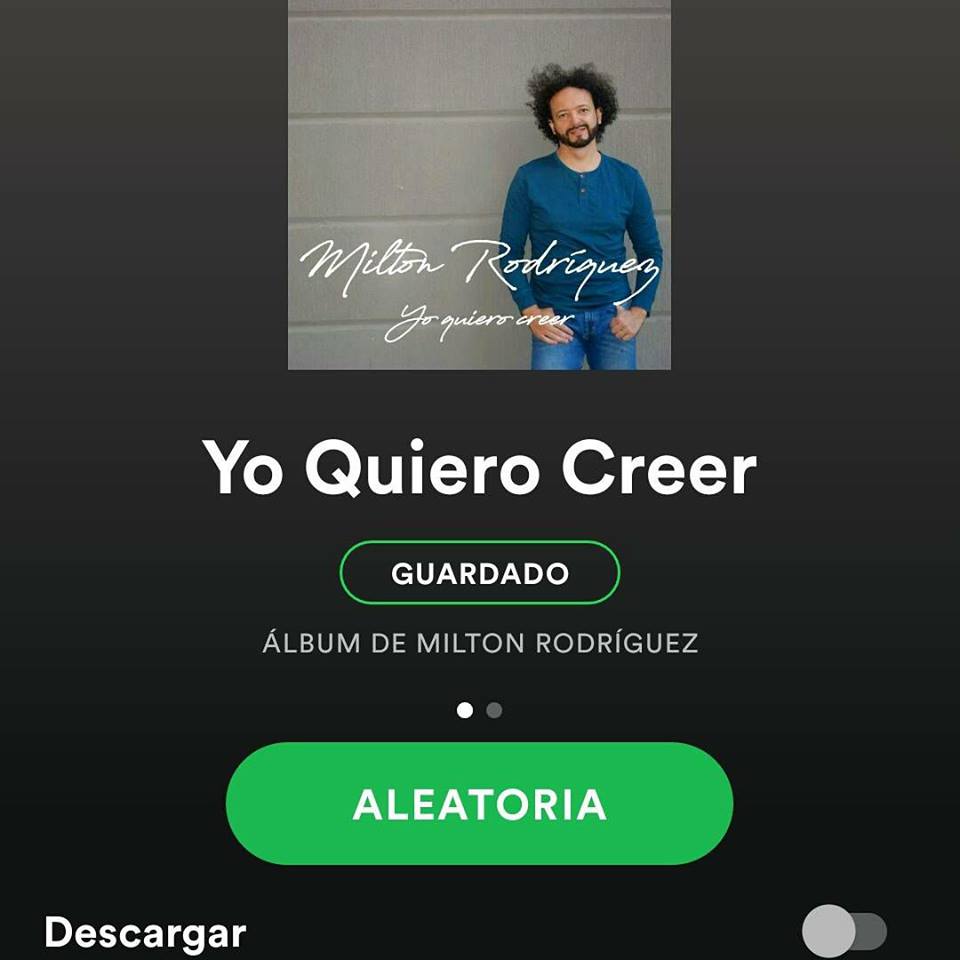 Milton Rodríguez
Yo quiero creer
Yo Quiero Creer
GUARDADO
ÁLBUM DE MILTON RODRÍGUEZ
ALEATORIA
Descargar